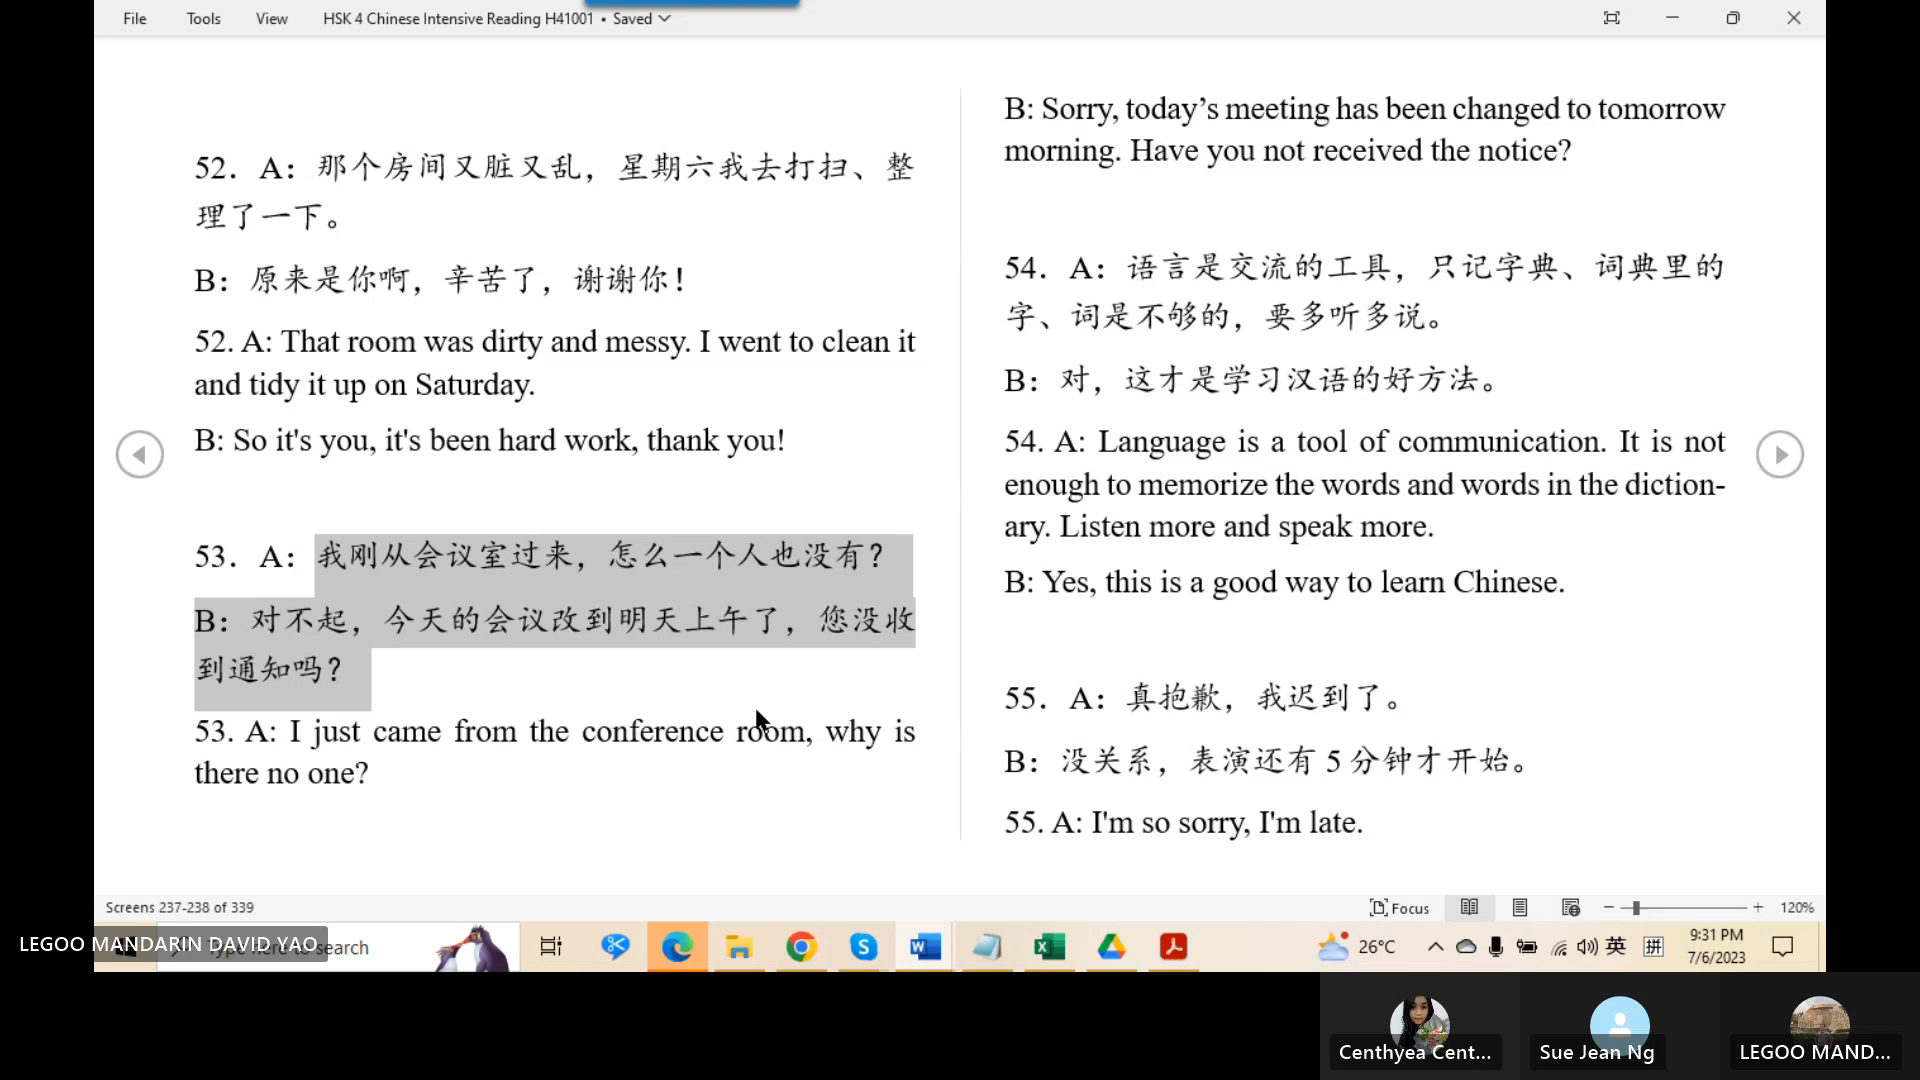 File Tools View HSK 4 Chinese Intensive Reading H41001 • Saved
52. A: 那个房间又脏又乱，星期六我去打扫、整
理了一下。
B: 原来是你啊，辛苦了，谢谢你！
52. A: That room was dirty and messy. I went to clean it
and tidy it up on Saturday.
B: So it's you, it's been hard work, thank you!
53. A: 我刚从会议室过来，怎么一个人也没有？
B: 对不起，今天的会议改到明天上午了，您没收
到通知吗？
53. A: I just came from the conference room, why is
there no one?
B: Sorry, today’s meeting has been changed to tomorrow
morning. Have you not received the notice?
54. A: 语言是交流的工具，只记字典、词典里的
字、词是不够的，要多听多说。
B: 对，这才是学习汉语的好方法。
54. A: Language is a tool of communication. It is not
enough to memorize the words and words in the diction-
ary. Listen more and speak more.
B: Yes, this is a good way to learn Chinese.
55. A: 真抱歉，我迟到了。
B: 没关系，表演还有 5 分钟才开始。
55. A: I'm so sorry, I'm late.
Screens 237-238 of 339
Focus
120%
LEGOO MANDARIN DAVID YAO
Type here to search
26°C
英
拼
9:31 PM
7/6/2023
Centhyea Cent...
Sue Jean Ng
LEGOO MAND...